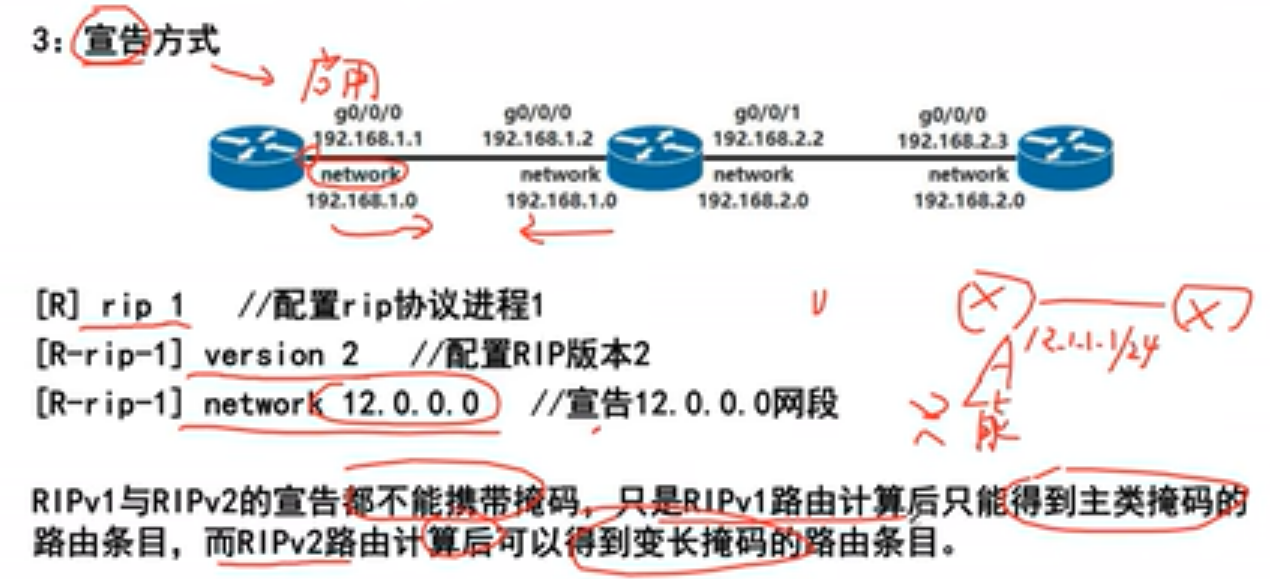 3：宣告方式
启用
g0/0/0 g0/0/0 g0/0/1 g0/0/0
192.168.1.1 192.168.1.2 192.168.2.2 192.168.2.3
network network network network
192.168.1.0 192.168.1.0 192.168.2.0 192.168.2.0
[R] rip 1 //配置rip协议进程1
[R-rip-1] version 2 //配置RIP版本2
12.1.1.1/24
A
[R-rip-1] network 12.0.0.0 //宣告12.0.0.0网段
RIPv1与RIPv2的宣告都不能携带掩码，只是RIPv1路由计算后只能得到主类掩码的
路由条目，而RIPv2路由计算后可以得到变长掩码的路由条目。